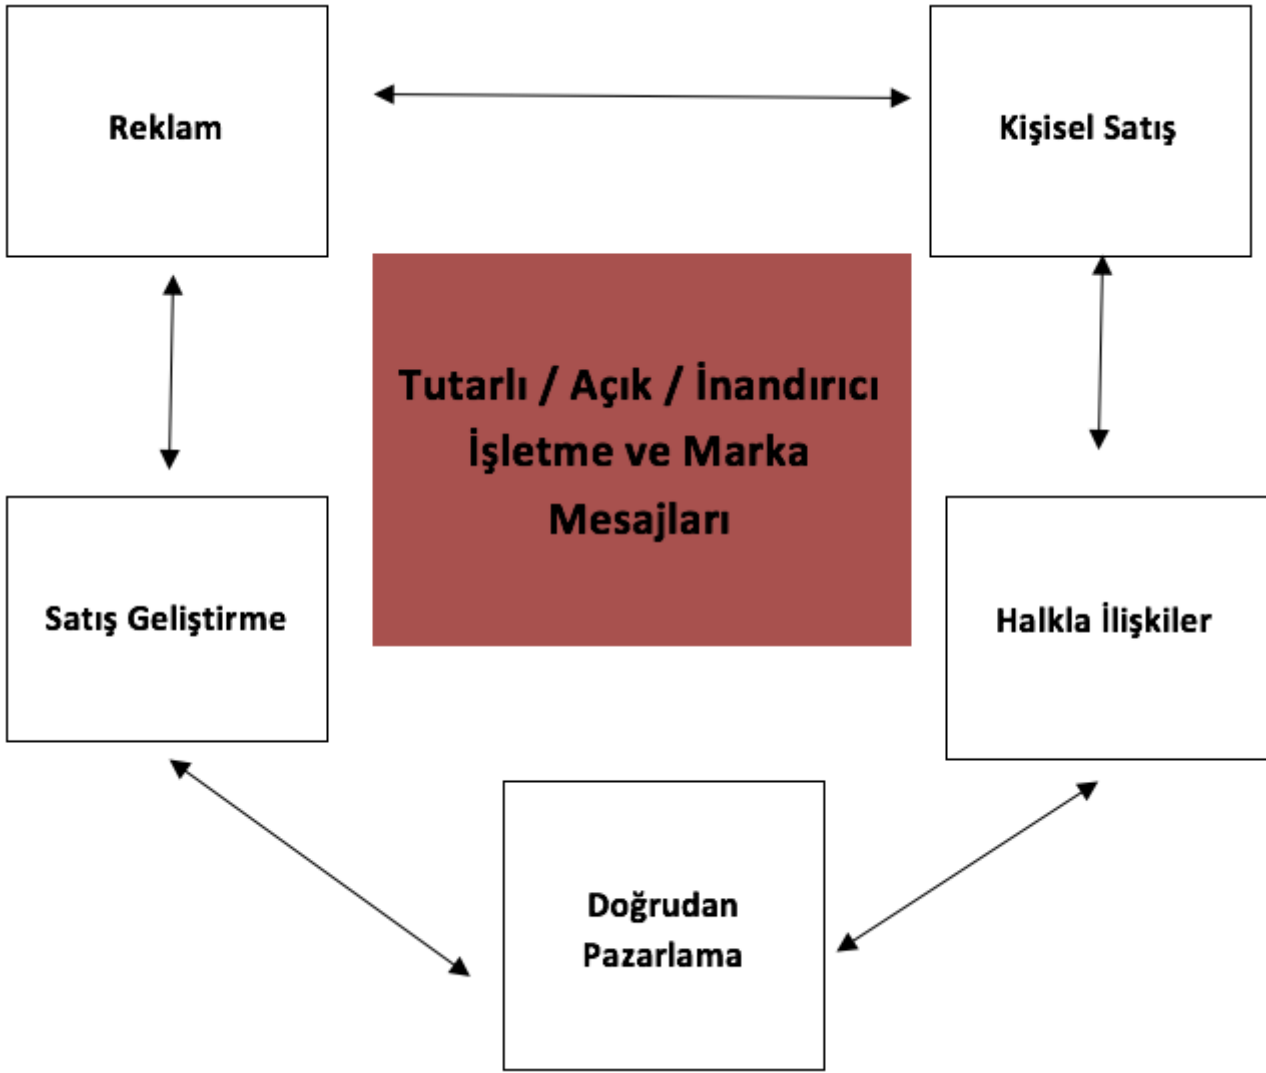 Reklam
Kişisel Satış
Tutarlı / Açık / İnandırıcı
İşletme ve Marka
Mesajları
Satış Geliştirme
Halkla İlişkiler
Doğrudan
Pazarlama